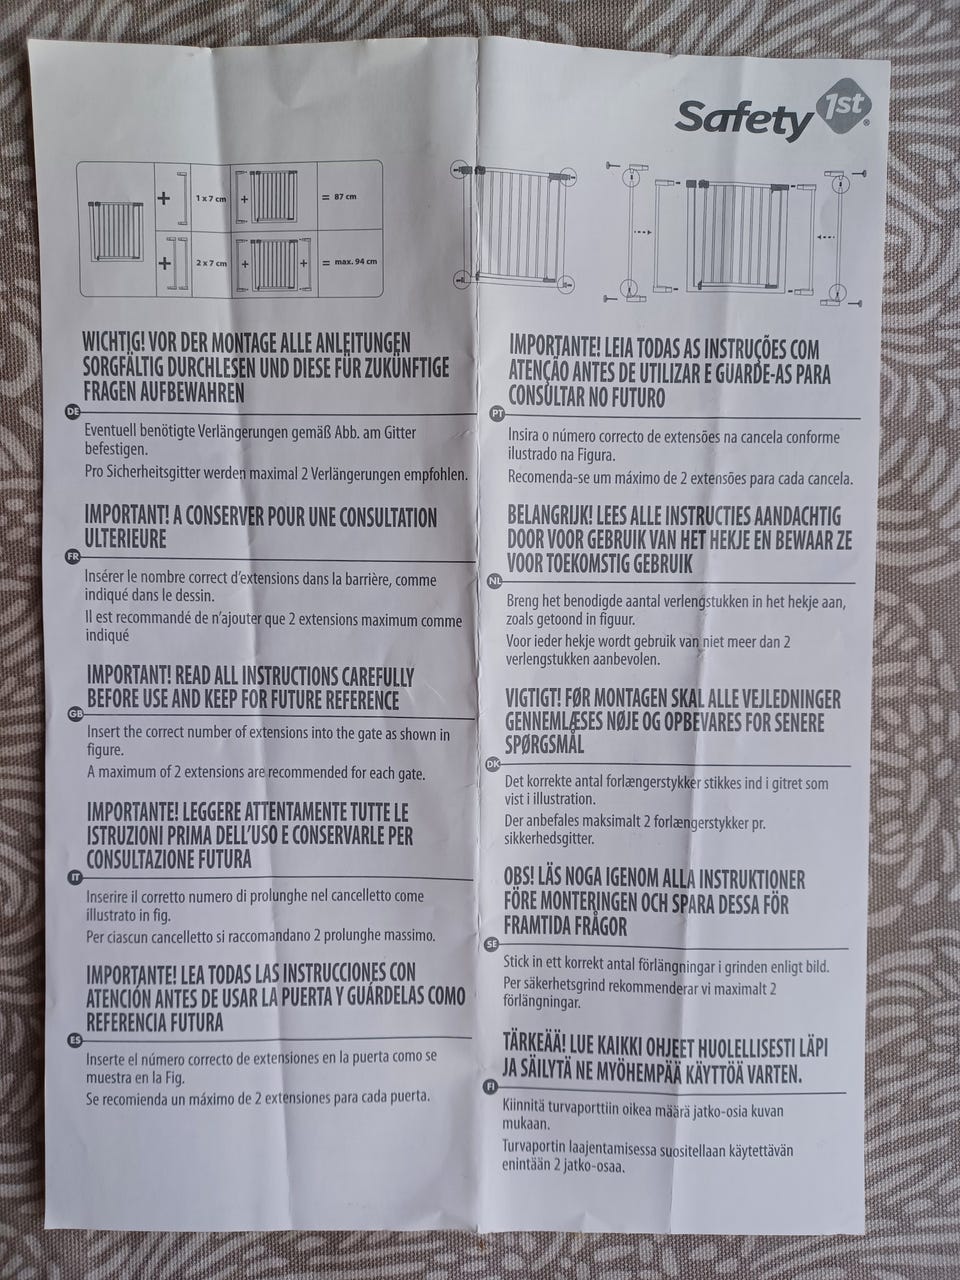 Safety 1st®
1 x 7 cm
= 87 cm
2 x 7 cm
= max. 94 cm
WICHTIG! VOR DER MONTAGE ALLE ANLEITUNGEN
SORGFÄLTIG DURCHLESEN UND DIESE FÜR ZUKÜNFTIGE
FRAGEN AUFBEWAHREN
DE
Eventuell benötigte Verlängerungen gemäß Abb. am Gitter
befestigen.
Pro Sicherheitsgitter werden maximal 2 Verlängerungen empfohlen.
IMPORTANT! A CONSERVER POUR UNE CONSULTATION
ULTERIEURE
FR
Insérer le nombre correct d'extensions dans la barrière, comme
indiqué dans le dessin.
Il est recommandé de n'ajouter que 2 extensions maximum comme
indiqué
IMPORTANT! READ ALL INSTRUCTIONS CAREFULLY
BEFORE USE AND KEEP FOR FUTURE REFERENCE
GB
Insert the correct number of extensions into the gate as shown in
figure.
A maximum of 2 extensions are recommended for each gate.
IMPORTANTE! LEGGERE ATTENTAMENTE TUTTE LE
ISTRUZIONI PRIMA DELL'USO E CONSERVARLE PER
CONSULTAZIONE FUTURA
IT
Inserire il corretto numero di prolunghe nel cancelletto come
illustrato in fig.
Per ciascun cancelletto si raccomandano 2 prolunghe massimo.
IMPORTANTE! LEA TODAS LAS INSTRUCCIONES CON
ATENCIÓN ANTES DE USAR LA PUERTA Y GUÁRDELAS COMO
REFERENCIA FUTURA
ES
Inserte el número correcto de extensiones en la puerta como se
muestra en la Fig.
Se recomienda un máximo de 2 extensiones para cada puerta.
IMPORTANTE! LEIA TODAS AS INSTRUÇÕES COM
ATENÇÃO ANTES DE UTILIZAR E GUARDE-AS PARA
CONSULTAR NO FUTURO
PT
Insira o número correcto de extensões na cancela conforme
ilustrado na Figura.
Recomenda-se um máximo de 2 extensões para cada cancela.
BELANGRIJK! LEES ALLE INSTRUCTIES AANDACHTIG
DOOR VOOR GEBRUIK VAN HET HEKJE EN BEWAAR ZE
VOOR TOEKOMSTIG GEBRUIK
NL
Breng het benodigde aantal verlengstukken in het hekje aan,
zoals getoond in figuur.
Voor ieder hekje wordt gebruik van niet meer dan 2
verlengstukken aanbevolen.
VIGTIGT! FØR MONTAGEN SKAL ALLE VEJLEDNINGER
GENNEMLÆSES NØJE OG OPBEVARES FOR SENERE
SPØRGSMÅL
DK
Det korrekte antal forlængerstykker stikkes ind i gitret som
vist i illustration.
Der anbefales maksimalt 2 forlængerstykker pr.
sikkerhedsgitter.
OBS! LÄS NOGA IGENOM ALLA INSTRUKTIONER
FÖRE MONTERINGEN OCH SPARA DESSA FÖR
FRAMTIDA FRÅGOR
SE
Stick in ett korrekt antal förlängningar i grinden enligt bild.
Per säkerhetsgrind rekommenderar vi maximalt 2
förlängningar.
TÄRKEÄÄ! LUE KAIKKI OHJEET HUOLELLISESTI LÄPI
JA SÄILYTÄ NE MYÖHEMPÄÄ KÄYTTÖÄ VARTEN.
FI
Kiinnitä turvaporttiin oikea määrä jatko-osia kuvan
mukaan.
Turvaportin laajentamisessa suositellaan käytettävän
enintään 2 jatko-osaa.